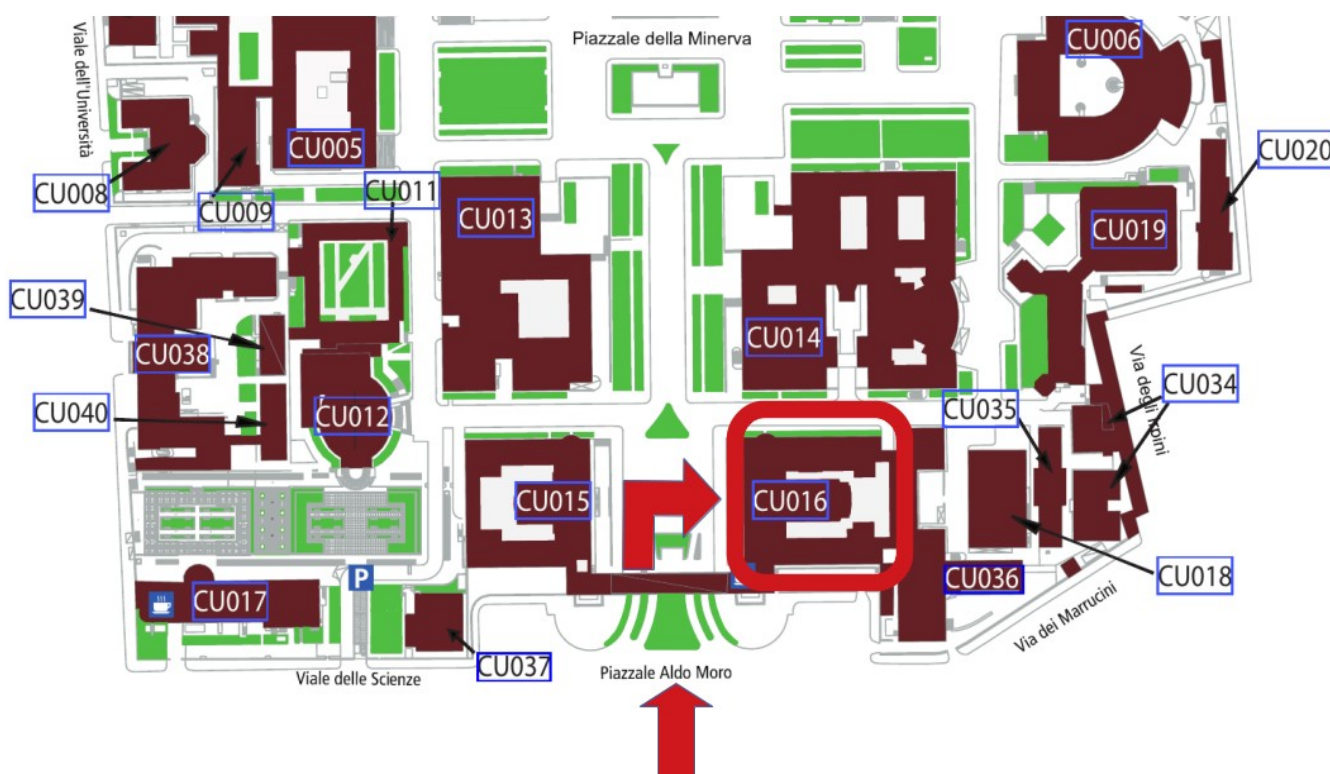 Viale dell'Università
Piazzale della Minerva
CU006
CU005
CU020
CU008
CU009
CU011
CU013
CU019
CU039
CU038
CU014
Via degli Irpini
CU034
CU035
CU040
CU012
CU015
CU016
CU018
CU036
P
CU017
Via dei Marrucini
CU037
Viale delle Scienze
Piazzale Aldo Moro